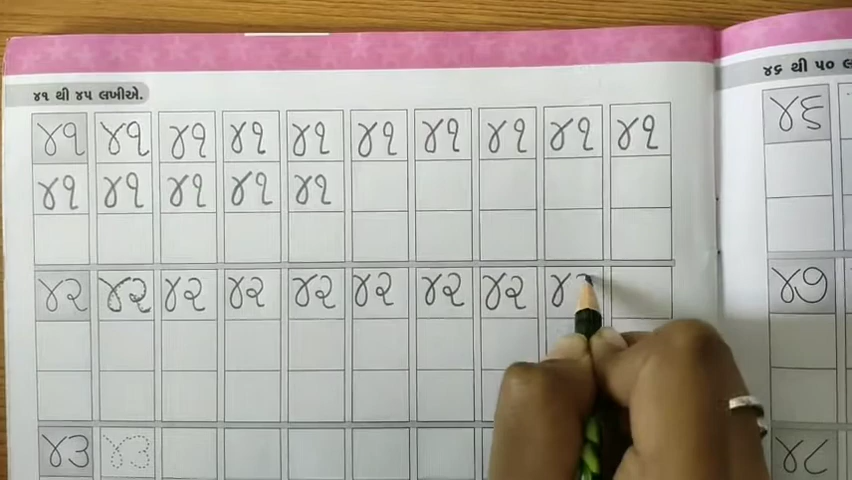 ૪૧ થી ૪૫ લખીએ.
૪૧ ૪૧ ૪૧ ૪૧ ૪૧ ૪૧ ૪૧ ૪૧ ૪૧ ૪૧
૪૧ ૪૧ ૪૧ ૪૧ ૪૧
૪૨ ૪૨ ૪૨ ૪૨ ૪૨ ૪૨ ૪૨ ૪૨ ૪
૪૩ ૪૩
૪૬ થી ૫૦
૪૬
૪૭
૪૮